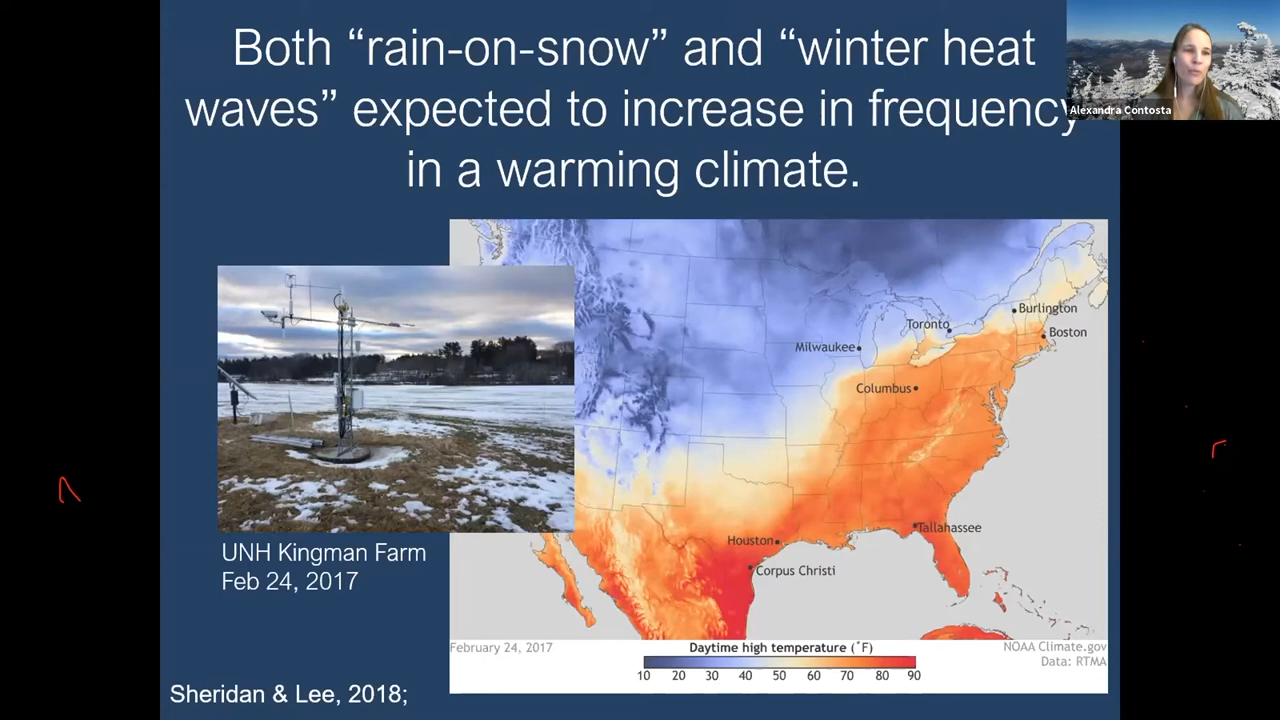 Both “rain-on-snow” and “winter heat
waves” expected to increase in frequency
in a warming climate.
Alexandra Contosta
Burlington
Toronto
Boston
Milwaukee
Columbus
Tallahassee
Houston
Corpus Christi
UNH Kingman Farm
Feb 24, 2017
February 24, 2017
Daytime high temperature (°F)
NOAA Climate.gov
Data: RTMA
10 20 30 40 50 60 70 80 90
Sheridan & Lee, 2018;